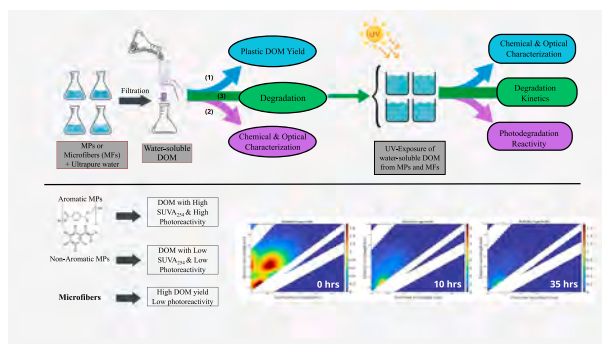 UV
Plastic DOM Yield
Chemical & Optical
Characterization
Filtration
(1)
(3)
(2)
Degradation
Degradation
Kinetics
MPs or
Microfibers (MFs)
+ Ultrapure water
Water-soluble
DOM
Chemical & Optical
Characterization
UV-Exposure of
water-soluble DOM
from MPs and MFs
Photodegradation
Reactivity
Aromatic MPs
DOM with High
SUVA254 & High
Photoreactivity
Non-Aromatic MPs
DOM with Low
SUVA254 & Low
Photoreactivity
Microfibers
High DOM yield
Low photoreactivity
0 hrs
10 hrs
35 hrs